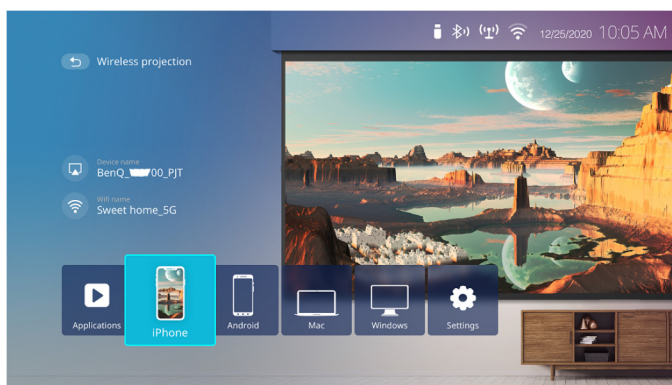 12/25/2020 10:05 AM
Wireless projection
Device name
BenQ_ 00_PJT
Wifi name
Sweet home_5G
Applications
iPhone
Android
Mac
Windows
Settings